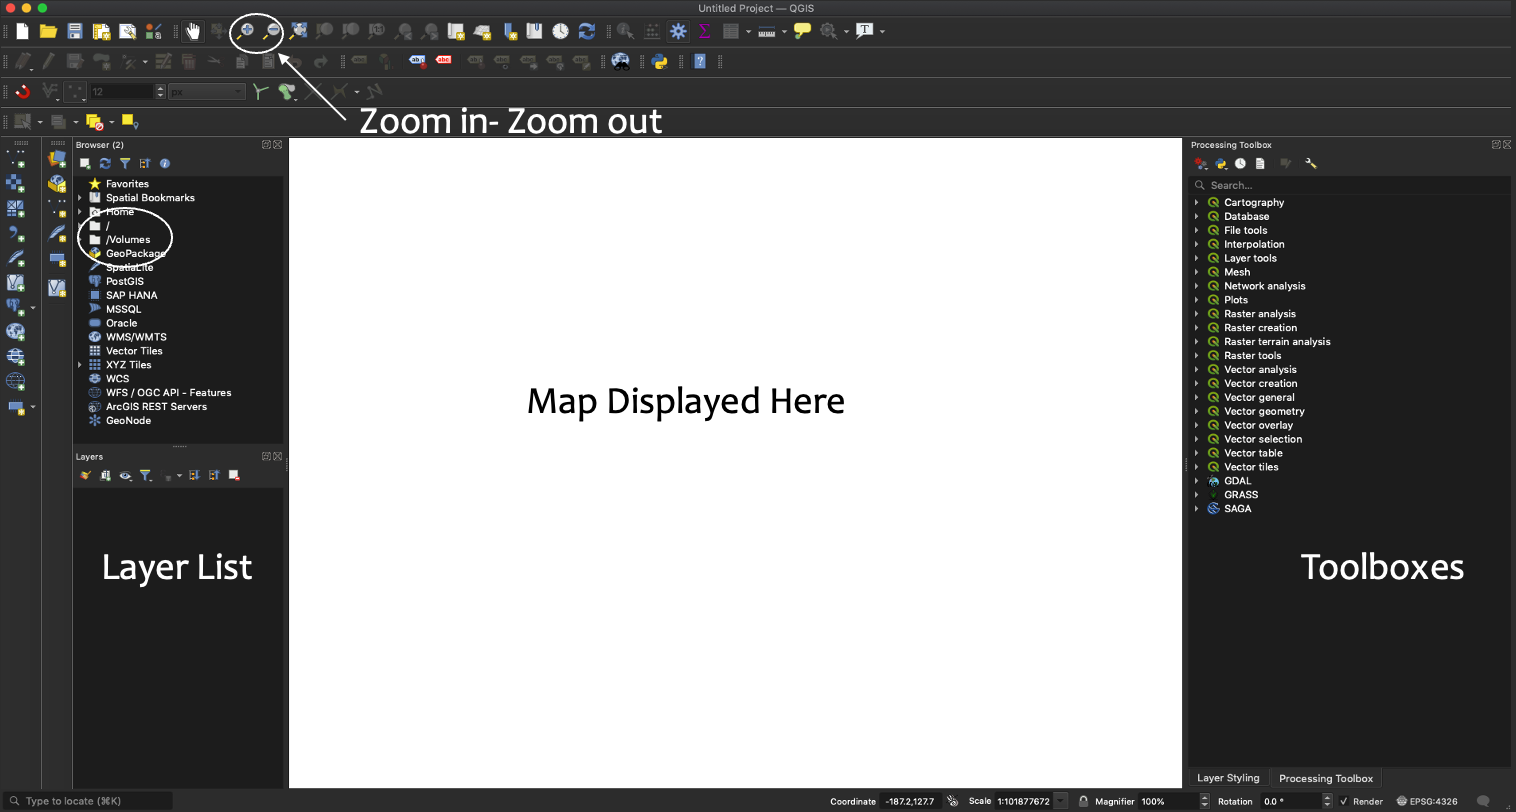 Untitled Project — QGIS
abc
abc
T
12
px
Zoom in- Zoom out
Browser (2)
Favorites
Spatial Bookmarks
Home
/
/Volumes
GeoPackage
SpatiaLite
PostGIS
SAP HANA
MSSQL
Oracle
WMS/WMTS
Vector Tiles
XYZ Tiles
WCS
WFS / OGC API - Features
ArcGIS REST Servers
GeoNode
Layers
Layer List
Map Displayed Here
Processing Toolbox
Search...
Cartography
Database
File tools
Interpolation
Layer tools
Mesh
Network analysis
Plots
Raster analysis
Raster creation
Raster terrain analysis
Raster tools
Vector analysis
Vector creation
Vector general
Vector geometry
Vector overlay
Vector selection
Vector table
Vector tiles
GDAL
GRASS
SAGA
Toolboxes
Layer Styling
Processing Toolbox
Type to locate (⌘K)
Coordinate -187.2,127.7
Scale 1:101877672
Magnifier 100%
Rotation 0.0 °
Render
EPSG:4326